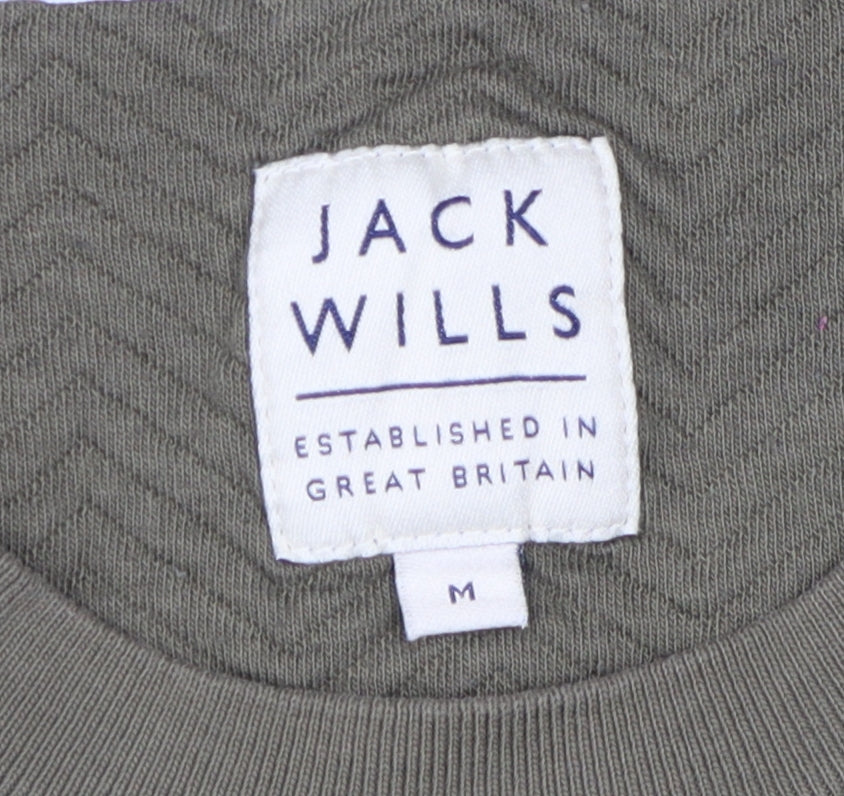 JACK
WILLS
ESTABLISHED IN
GREAT BRITAIN
M